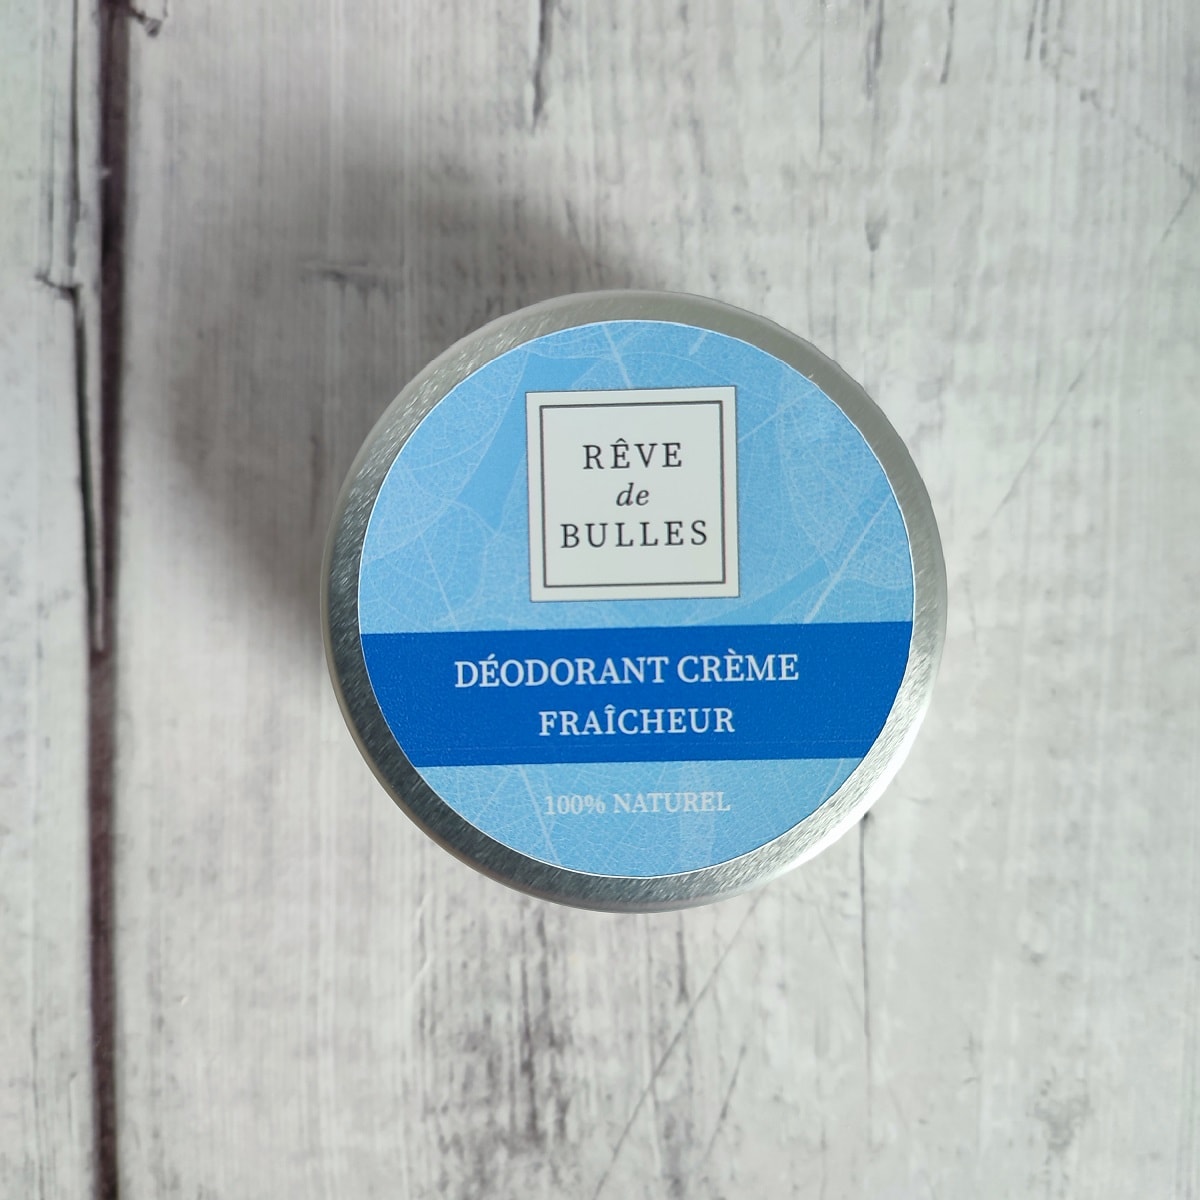 RÊVE
de
BULLES
DÉODORANT CRÈME
FRAÎCHEUR
100% NATUREL